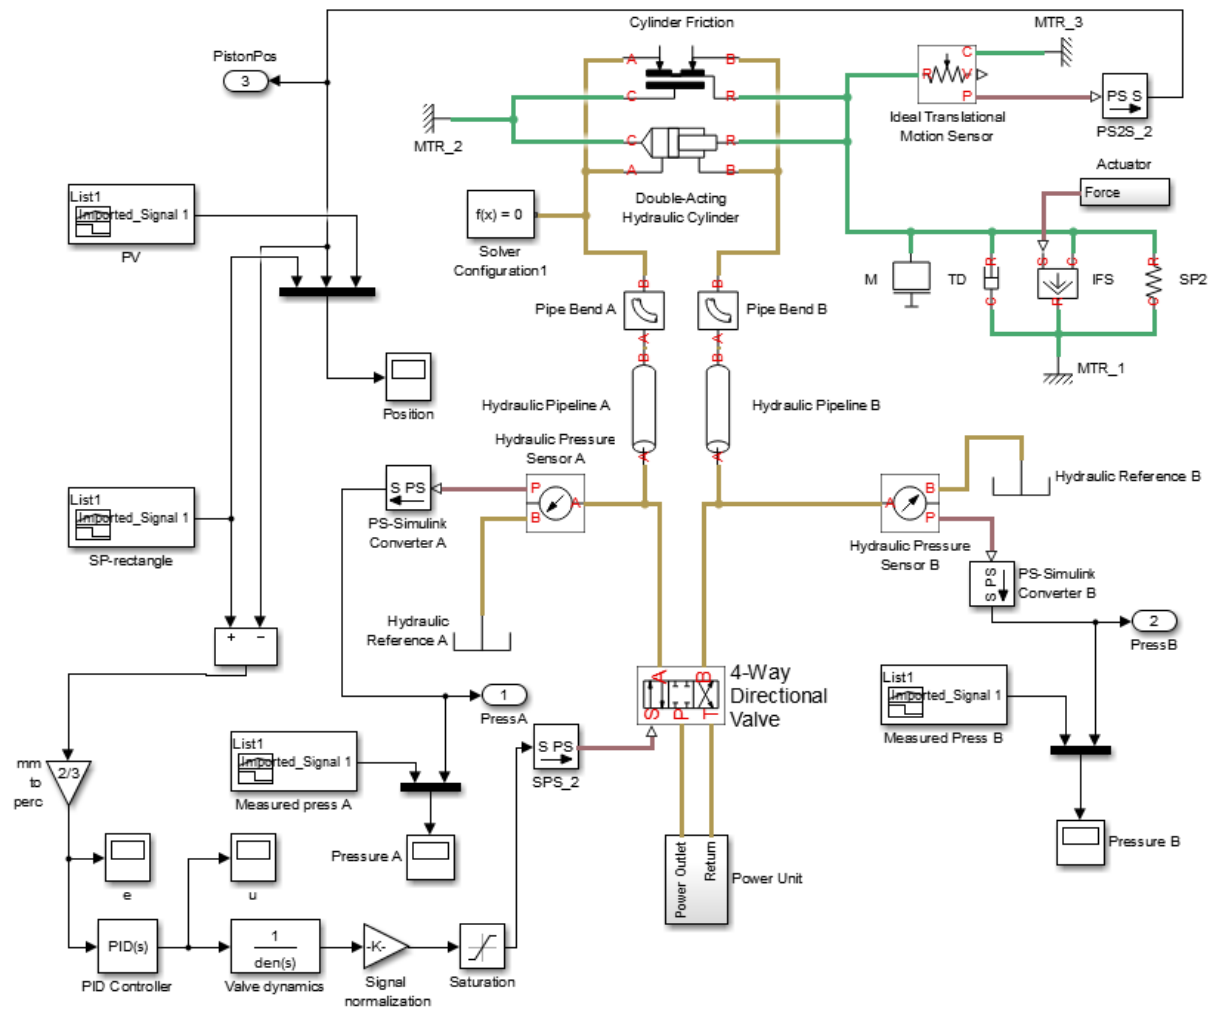 Cylinder Friction
MTR_3
PistonPos
3
A
B
C
R
V
P
PS S
PS2S_2
Ideal Translational
Motion Sensor
C
R
MTR_2
C
R
A
B
Actuator
Force
List1
Imported_Signal 1
PV
f(x) = 0
Solver
Configuration1
Double-Acting
Hydraulic Cylinder
B
B
R
S
C
R
M
TD
IFS
SP2
C
R
C
Pipe Bend A
Pipe Bend B
A
B
A
B
MTR_1
Position
Hydraulic Pipeline A
Hydraulic Pipeline B
Hydraulic Pressure
Sensor A
A
A
List1
Imported_Signal 1
SP-rectangle
S PS
PS-Simulink
Converter A
P
B
A
A
B
P
Hydraulic Reference B
Hydraulic Pressure
Sensor B
S PS
PS-Simulink
Converter B
Hydraulic
Reference A
+
−
2
PressB
A
B
S
P
T
4-Way
Directional
Valve
List1
Imported_Signal 1
Measured Press B
1
PressA
List1
Imported_Signal 1
Measured press A
S PS
SPS_2
mm
to
perc
2/3
Pressure A
Pressure B
e
u
Power Outlet
Return
Power Unit
PID(s)
PID Controller
1
den(s)
Valve dynamics
-K-
Signal
normalization
Saturation